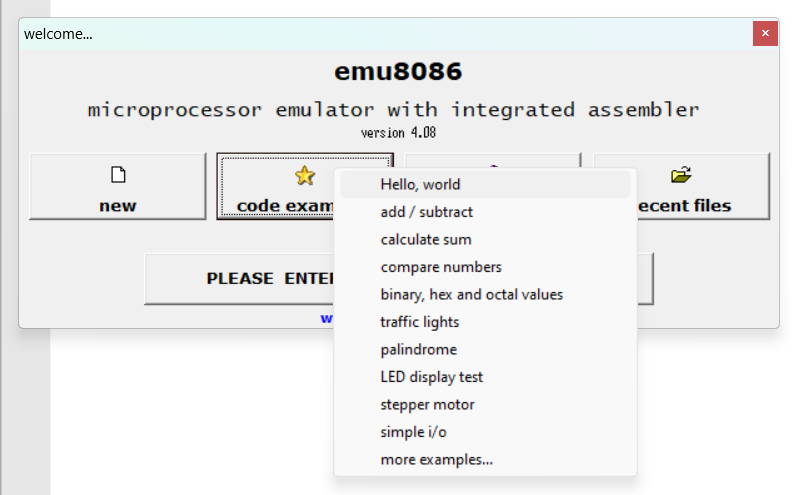 welcome...
emu8086
microprocessor emulator with integrated assembler
version 4.08
new
code exam
ecent files
Hello, world
add / subtract
calculate sum
compare numbers
binary, hex and octal values
traffic lights
palindrome
LED display test
stepper motor
simple i/o
more examples...
PLEASE ENTE
w